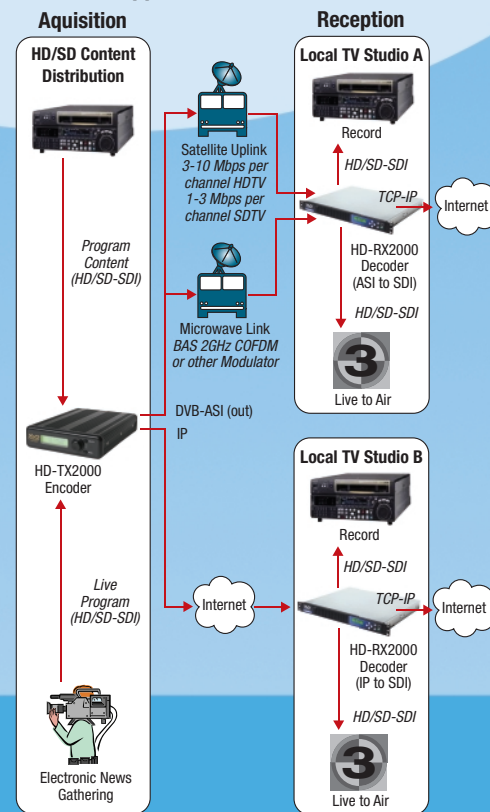 Aquisition
Reception
HD/SD Content
Distribution
Program
Content
(HD/SD-SDI)
HD-TX2000
Encoder
Live
Program
(HD/SD-SDI)
Electronic News
Gathering
Satellite Uplink
3-10 Mbps per
channel HDTV
1-3 Mbps per
channel SDTV
Microwave Link
BAS 2GHz COFDM
or other Modulator
DVB-ASI (out)
IP
Internet
Local TV Studio A
Record
HD/SD-SDI
TCP-IP
Internet
HD-RX2000
Decoder
(ASI to SDI)
HD/SD-SDI
3
Live to Air
Local TV Studio B
Record
HD/SD-SDI
TCP-IP
Internet
HD-RX2000
Decoder
(IP to SDI)
HD/SD-SDI
3
Live to Air